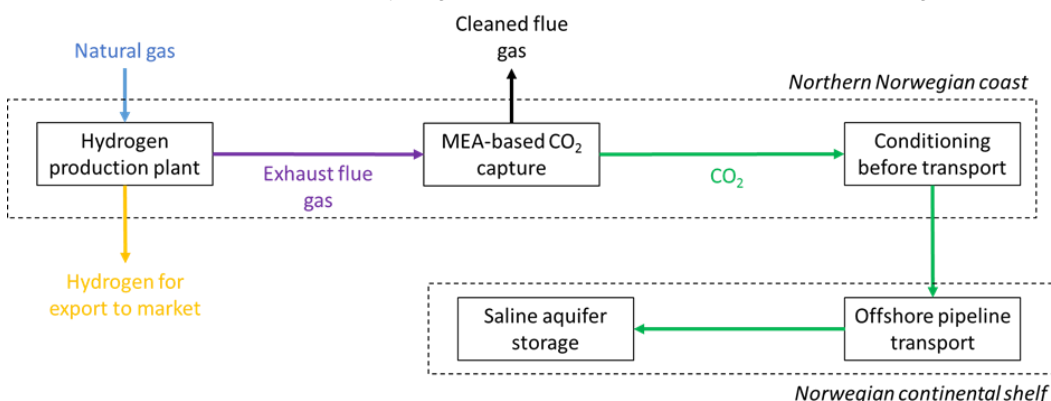 Cleaned flue
gas
Natural gas
Northern Norwegian coast
Hydrogen
production plant
MEA-based CO₂
capture
Conditioning
before transport
Exhaust flue
gas
CO₂
Hydrogen for
export to market
Saline aquifer
storage
Offshore pipeline
transport
Norwegian continental shelf